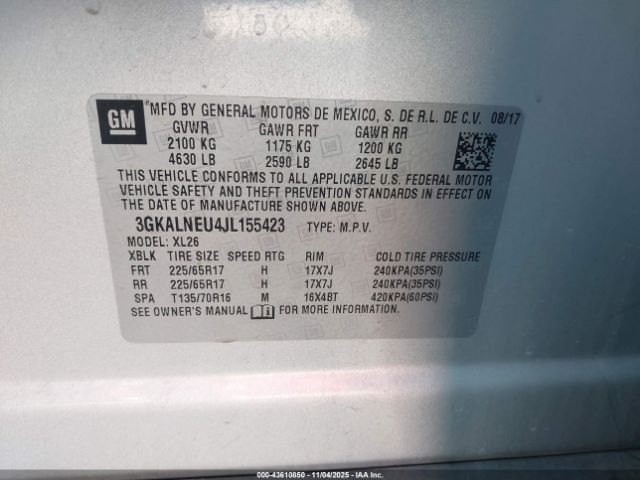 GM
"MFD BY GENERAL MOTORS DE MEXICO, S. DE R.L. DE C.V. 08/17
GVWR GAWR FRT GAWR RR
2100 KG 1175 KG 1200 KG
4630 LB 2590 LB 2645 LB
THIS VEHICLE CONFORMS TO ALL APPLICABLE U.S. FEDERAL MOTOR
VEHICLE SAFETY AND THEFT PREVENTION STANDARDS IN EFFECT ON
THE DATE OF MANUFACTURE SHOWN ABOVE.
3GKALNEU4JL155423 TYPE: M.P.V.
MODEL: XL26
XBLK TIRE SIZE SPEED RTG RIM COLD TIRE PRESSURE
FRT 225/65R17 H 17X7J 240KPA(35PSI)
RR 225/65R17 H 17X7J 240KPA(35PSI)
SPA T135/70R16 M 16X4BT 420KPA(60PSI)
SEE OWNER'S MANUAL FOR MORE INFORMATION.
000-43610850 - 11/04/2025 - IAA Inc.